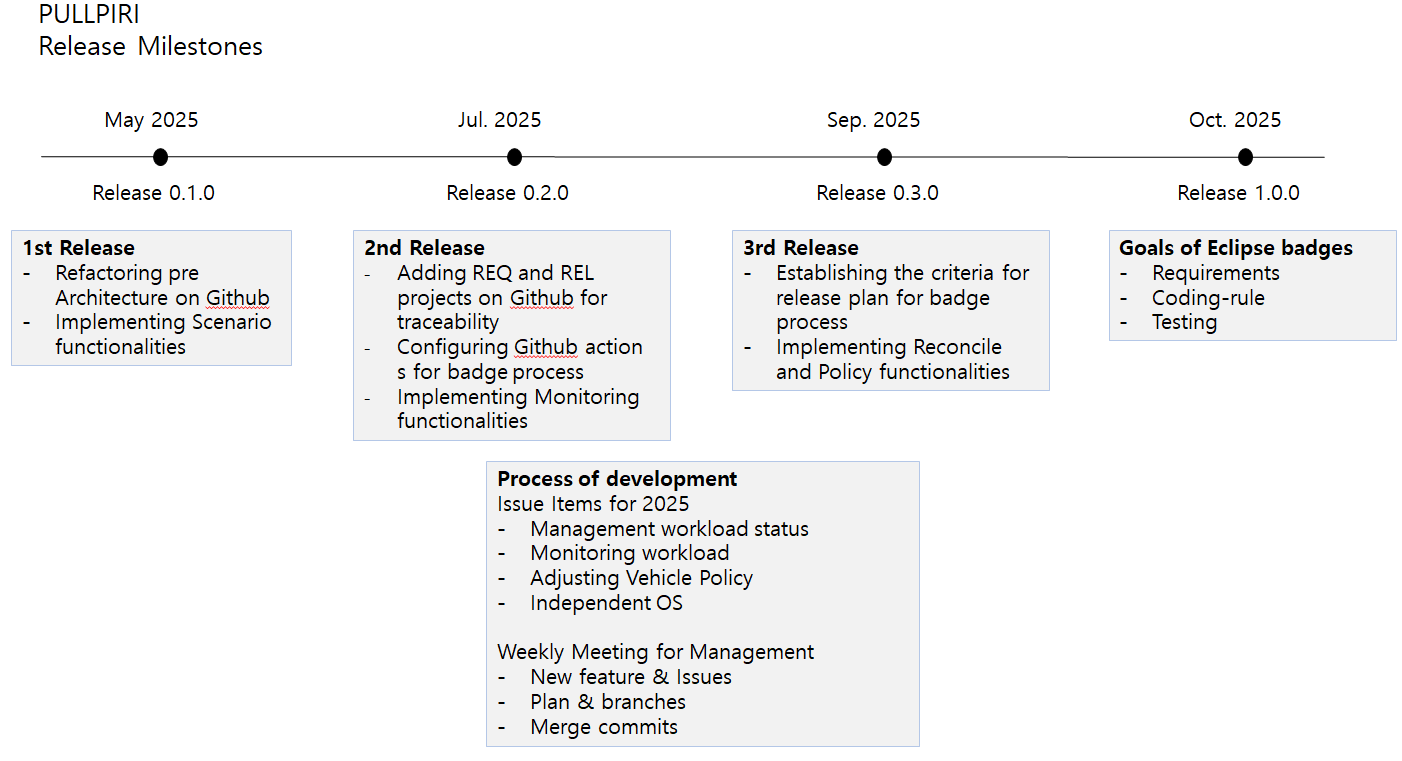 PULLPIRI
Release Milestones
May 2025
Jul. 2025
Sep. 2025
Oct. 2025
Release 0.1.0
Release 0.2.0
Release 0.3.0
Release 1.0.0
1st Release
- Refactoring pre
Architecture on Github
- Implementing Scenario
functionalities
2nd Release
- Adding REQ and REL
projects on Github for
traceability
- Configuring Github action
s for badge process
- Implementing Monitoring
functionalities
3rd Release
- Establishing the criteria for
release plan for badge
process
- Implementing Reconcile
and Policy functionalities
Goals of Eclipse badges
- Requirements
- Coding-rule
- Testing
Process of development
Issue Items for 2025
- Management workload status
- Monitoring workload
- Adjusting Vehicle Policy
- Independent OS
Weekly Meeting for Management
- New feature & Issues
- Plan & branches
- Merge commits